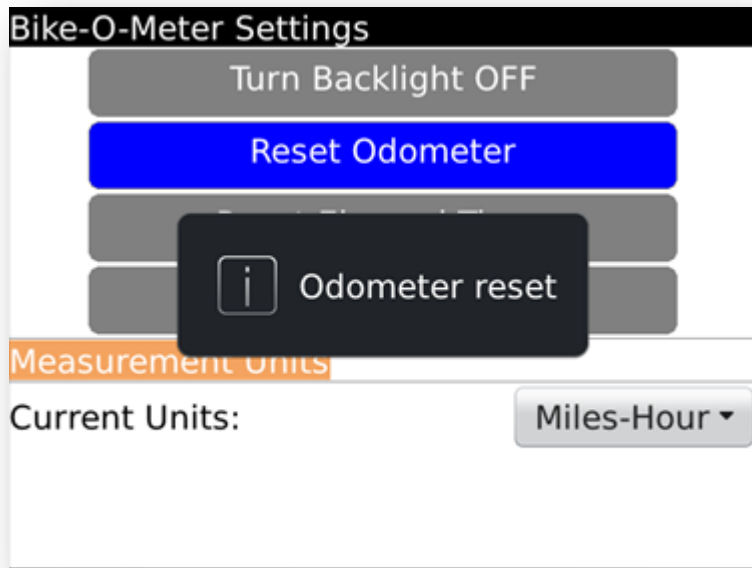 Bike-O-Meter Settings
Turn Backlight OFF
Reset Odometer
Odometer reset
Measurement Units
Current Units:
Miles-Hour